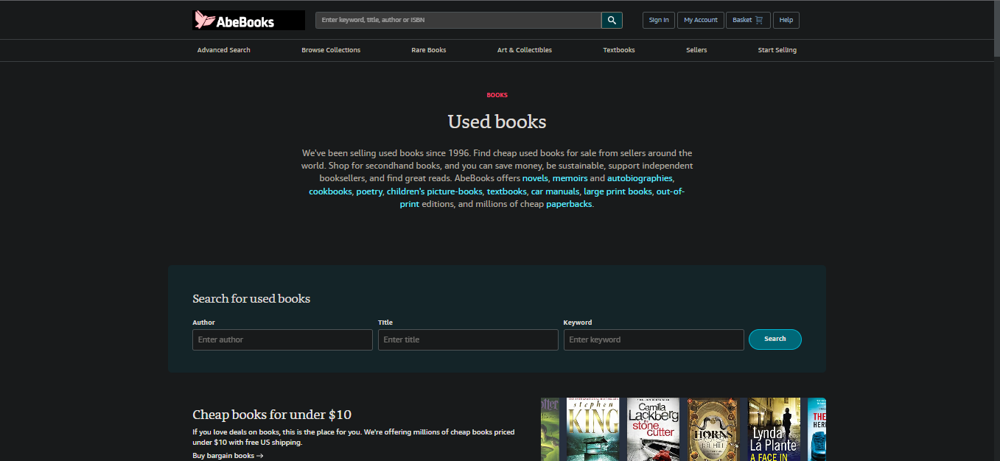 AbeBooks
Enter keyword, title, author or ISBN
Sign In
My Account
Basket
Help
Advanced Search
Browse Collections
Rare Books
Art & Collectibles
Textbooks
Sellers
Start Selling
BOOKS
Used books
We've been selling used books since 1996. Find cheap used books for sale from sellers around the
world. Shop for secondhand books, and you can save money, be sustainable, support independent
booksellers, and find great reads. AbeBooks offers novels, memoirs and autobiographies,
cookbooks, poetry, children's picture-books, textbooks, car manuals, large print books, out-of-
print editions, and millions of cheap paperbacks.
Search for used books
Author
Title
Keyword
Enter author
Enter title
Enter keyword
Search
Cheap books for under $10
If you love deals on books, this is the place for you. We're offering millions of cheap books priced
under $10 with free US shipping.
Buy bargain books →
stephen
KING
Camilla
Lackberg
the
stone
cutter
HORNS
JOE HILL
Lynda
La Plante
A FACE IN
THE